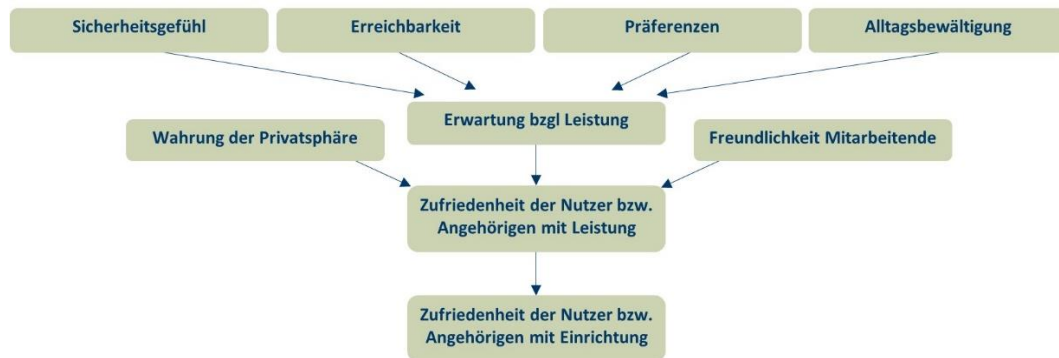 Sicherheitsgefühl
Erreichbarkeit
Präferenzen
Alltagsbewältigung
Erwartung bzgl Leistung
Wahrung der Privatsphäre
Freundlichkeit Mitarbeitende
Zufriedenheit der Nutzer bzw.
Angehörigen mit Leistung
Zufriedenheit der Nutzer bzw.
Angehörigen mit Einrichtung